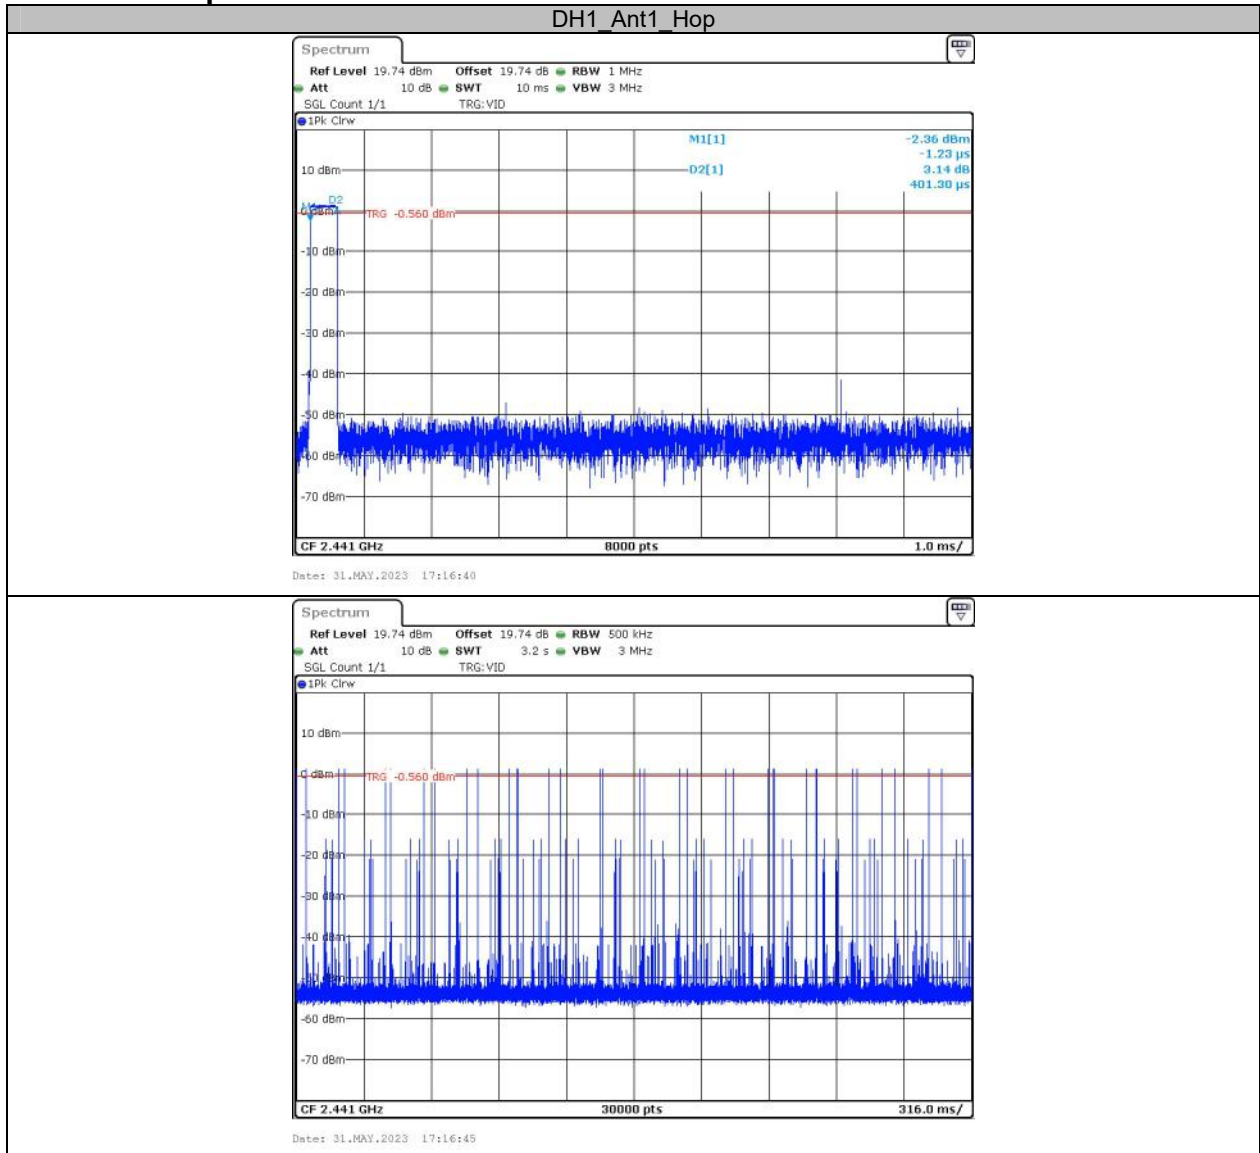 DH1_Ant1_Hop
Spectrum
Ref Level 19.74 dBm Offset 19.74 dB RBW 1 MHz
Att 10 dB SWT 10 ms VBW 3 MHz
SGL Count 1/1 TRG:VID
1Pk Clrw
M1[1] -2.36 dBm
-1.23 µs
10 dBm D2[1] 3.14 dB
401.30 µs
D2
0 dBm TRG -0.560 dBm
-10 dBm
-20 dBm
-30 dBm
-40 dBm
-50 dBm
-60 dBm
-70 dBm
CF 2.441 GHz 8000 pts 1.0 ms/
Date: 31.MAY.2023 17:16:40
Spectrum
Ref Level 19.74 dBm Offset 19.74 dB RBW 500 kHz
Att 10 dB SWT 3.2 s VBW 3 MHz
SGL Count 1/1 TRG:VID
1Pk Clrw
10 dBm
0 dBm TRG -0.560 dBm
-10 dBm
-20 dBm
-30 dBm
-40 dBm
-60 dBm
-70 dBm
CF 2.441 GHz 30000 pts 316.0 ms/
Date: 31.MAY.2023 17:16:45